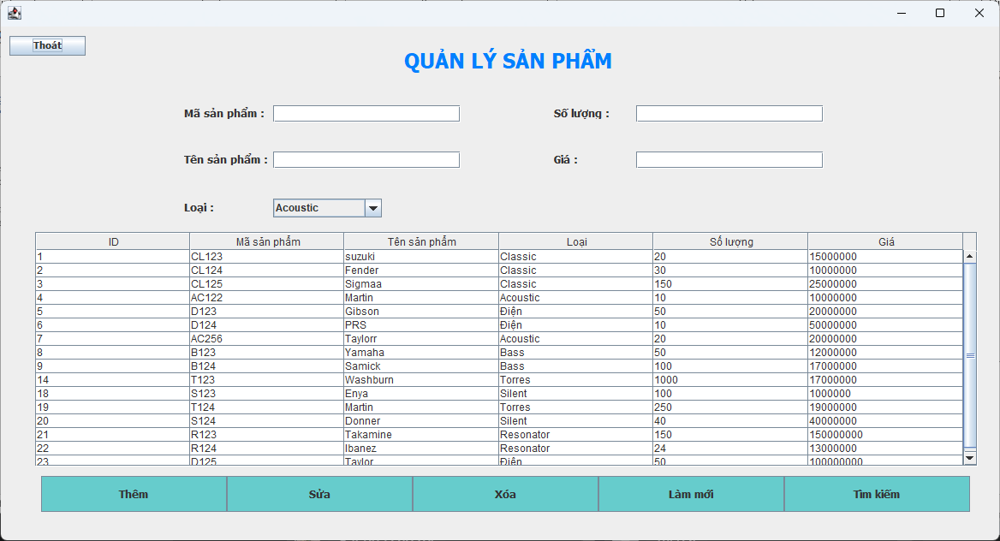 Thoát
QUẢN LÝ SẢN PHẨM
Mã sản phẩm : Số lượng :
Tên sản phẩm : Giá :
Loại : Acoustic
ID Mã sản phẩm Tên sản phẩm Loại Số lượng Giá
1 CL123 suzuki Classic 20 15000000
2 CL124 Fender Classic 30 10000000
3 CL125 Sigmaa Classic 150 25000000
4 AC122 Martin Acoustic 10 10000000
5 D123 Gibson Điện 50 20000000
6 D124 PRS Điện 10 50000000
7 AC256 Taylorr Acoustic 20 20000000
8 B123 Yamaha Bass 50 12000000
9 B124 Samick Bass 100 17000000
14 T123 Washburn Torres 1000 17000000
18 S123 Enya Silent 100 1000000
19 T124 Martin Torres 250 19000000
20 S124 Donner Silent 40 40000000
21 R123 Takamine Resonator 150 150000000
22 R124 Ibanez Resonator 24 13000000
23 D125 Taylor Điện 50 100000000
Thêm Sửa Xóa Làm mới Tìm kiếm